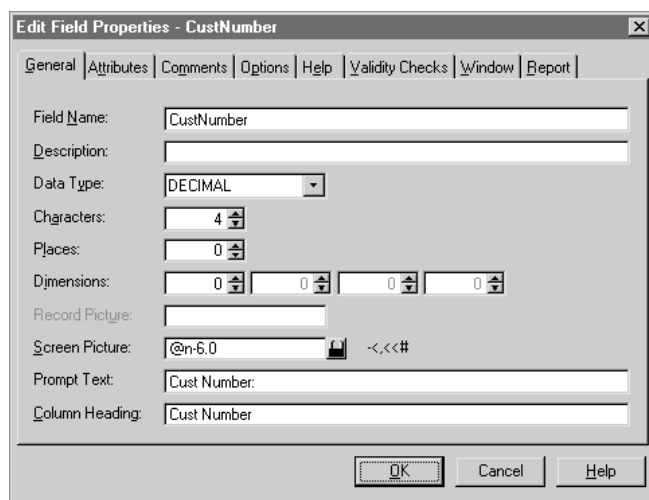 Edit Field Properties - CustNumber
General Attributes Comments Options Help Validity Checks Window Report
Field Name: CustNumber
Description:
Data Type: DECIMAL
Characters: 4
Places: 0
Dimensions: 0 0 0 0
Record Picture:
Screen Picture: @n-6.0 -<,<<#
Prompt Text: Cust Number:
Column Heading: Cust Number
OK Cancel Help